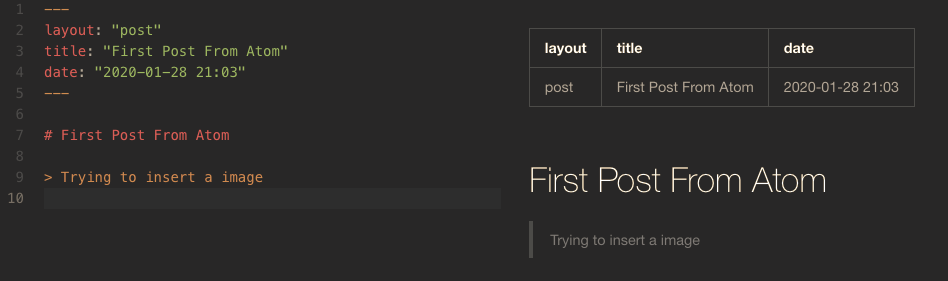 1 ---
2 layout: "post"
3 title: "First Post From Atom"
4 date: "2020-01-28 21:03"
5 ---
6
7 # First Post From Atom
8
9 > Trying to insert a image
10
layout title date
post First Post From Atom 2020-01-28 21:03
First Post From Atom
Trying to insert a image